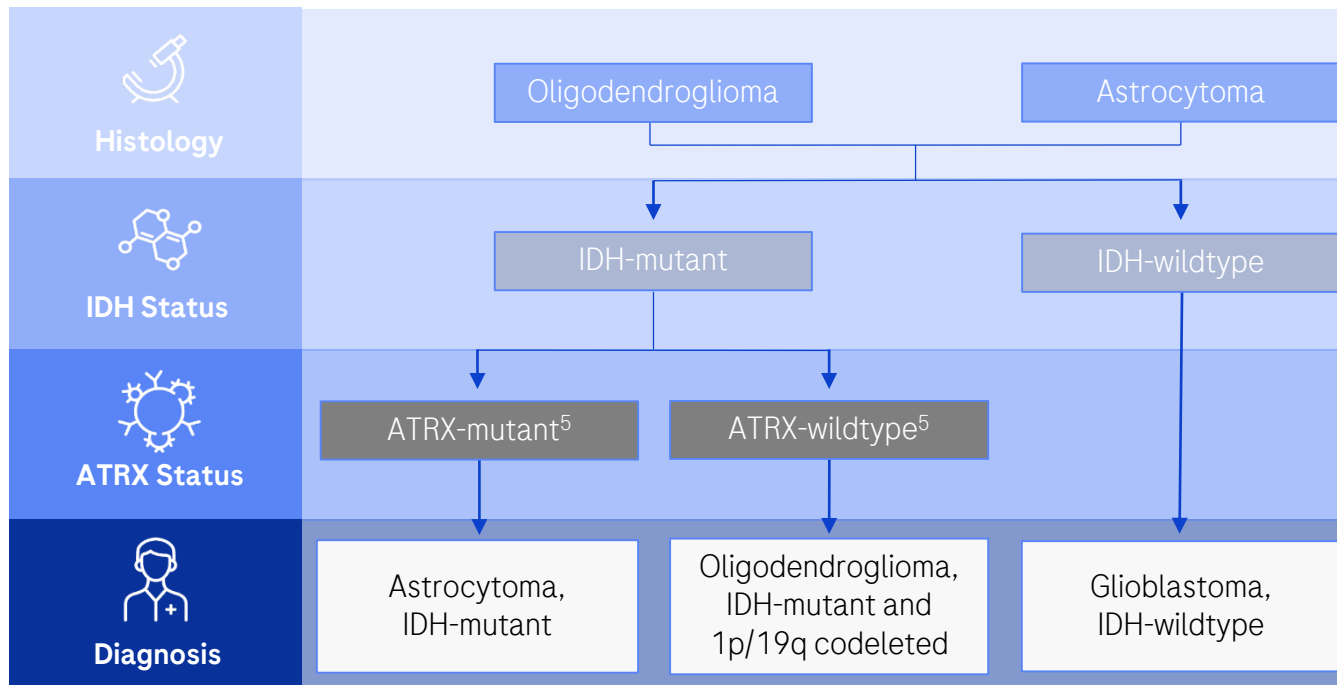 Histology
Oligodendroglioma
Astrocytoma
IDH Status
IDH-mutant
IDH-wildtype
ATRX Status
ATRX-mutant⁵
ATRX-wildtype⁵
Diagnosis
Astrocytoma,
IDH-mutant
Oligodendroglioma,
IDH-mutant and
1p/19q codeleted
Glioblastoma,
IDH-wildtype